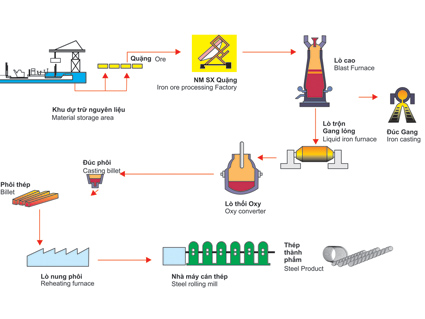 Quặng Ore
NM SX Quặng
Iron ore processing Factory
Lò cao
Blast Furnace
Khu dự trữ nguyên liệu
Material storage area
Lò trộn
Gang lỏng
Liquid iron furnace
Đúc Gang
Iron casting
Đúc phôi
Casting billet
Phôi thép
Billet
Lò thổi Oxy
Oxy converter
Lò nung phôi
Reheating furnace
Nhà máy cán thép
Steel rolling mill
Thép
thành
phẩm
Steel Product